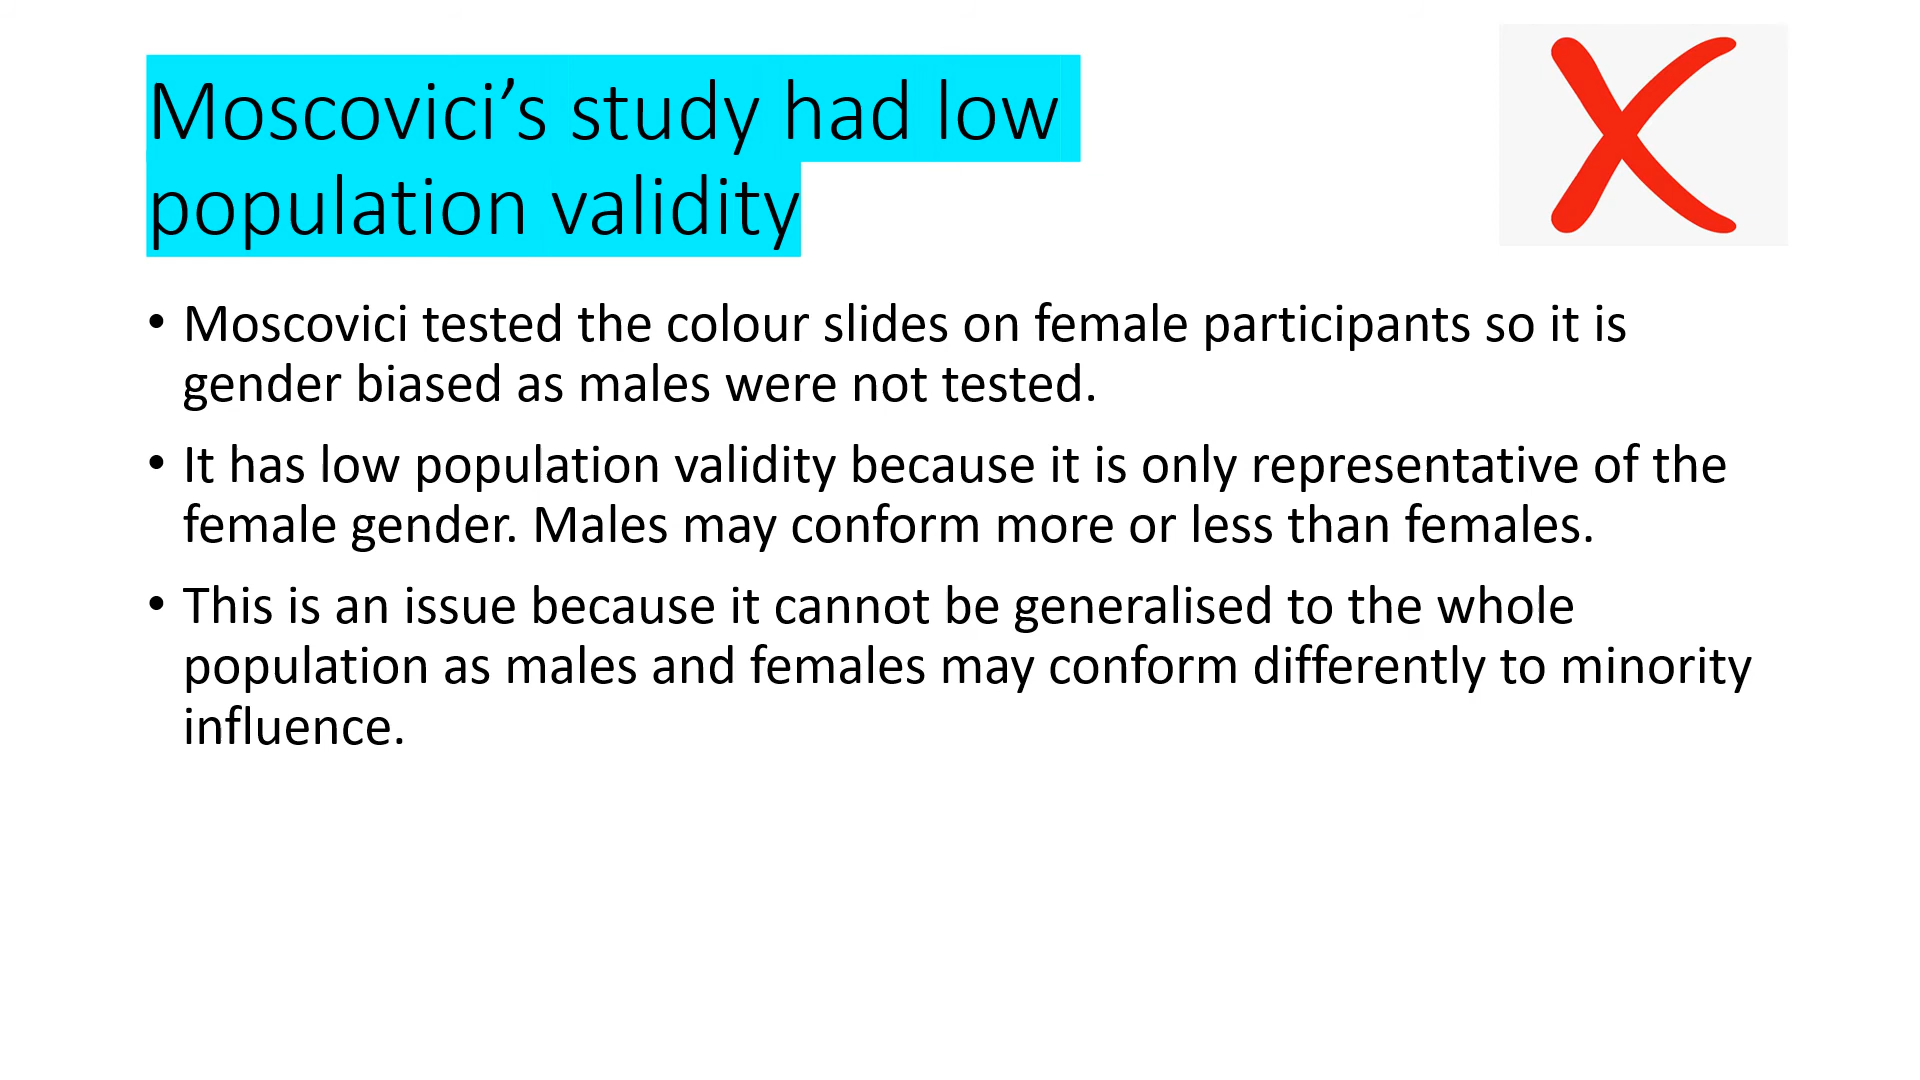 Moscovici’s study had low
population validity
• Moscovici tested the colour slides on female participants so it is
gender biased as males were not tested.
• It has low population validity because it is only representative of the
female gender. Males may conform more or less than females.
• This is an issue because it cannot be generalised to the whole
population as males and females may conform differently to minority
influence.